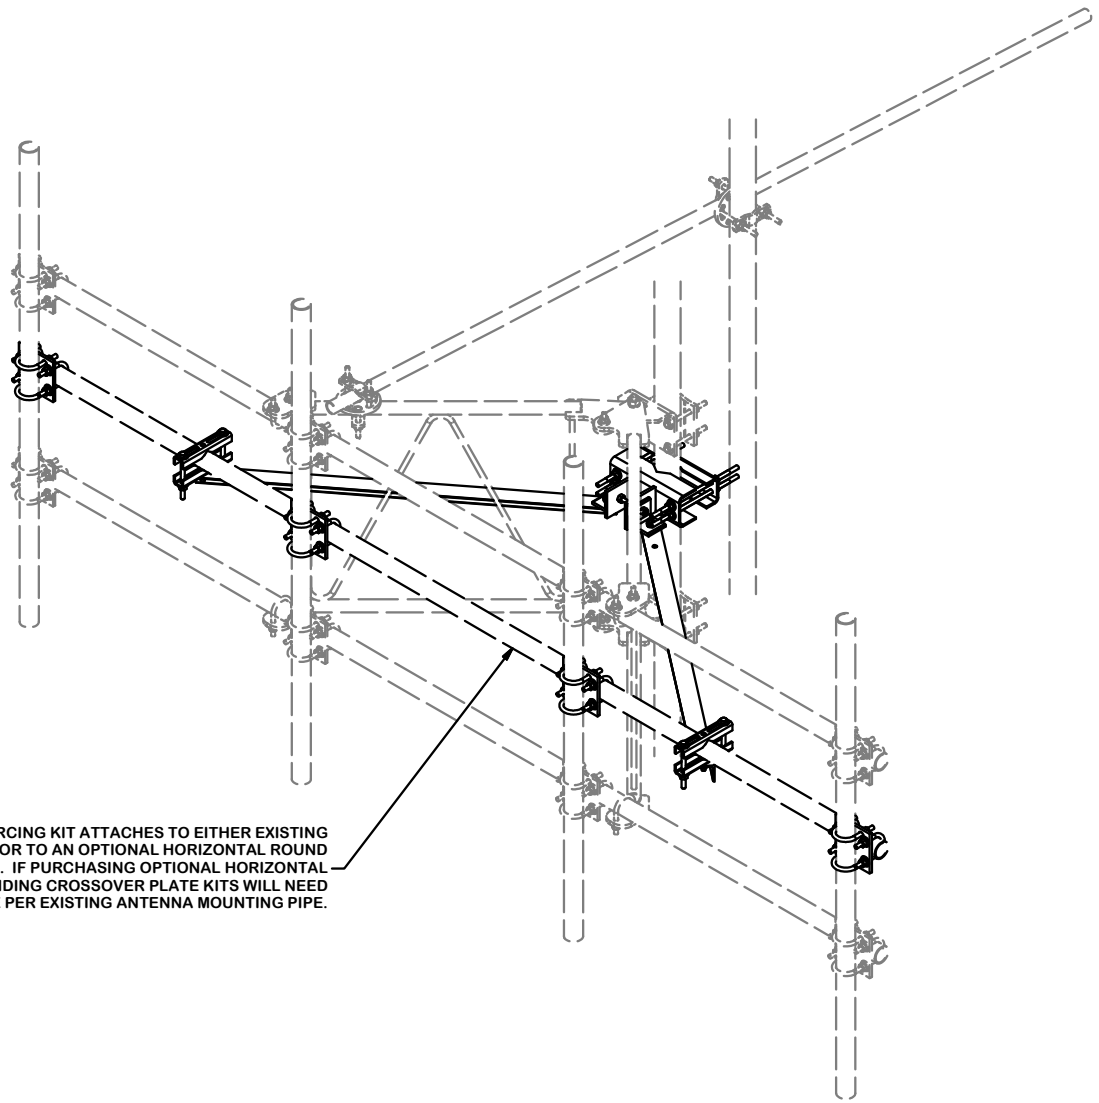 RCING KIT ATTACHES TO EITHER EXISTING
OR TO AN OPTIONAL HORIZONTAL ROUND
. IF PURCHASING OPTIONAL HORIZONTAL
DING CROSSOVER PLATE KITS WILL NEED
PER EXISTING ANTENNA MOUNTING PIPE.